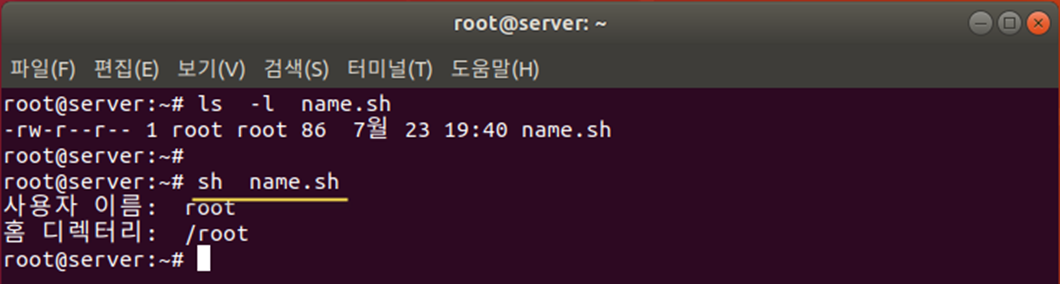 root@server: ~
파일(F) 편집(E) 보기(V) 검색(S) 터미널(T) 도움말(H)
root@server:~# ls  -l  name.sh
-rw-r--r-- 1 root root 86  7월 23 19:40 name.sh
root@server:~#
root@server:~# sh  name.sh
사용자 이름:  root
홈 디렉터리:  /root
root@server:~#